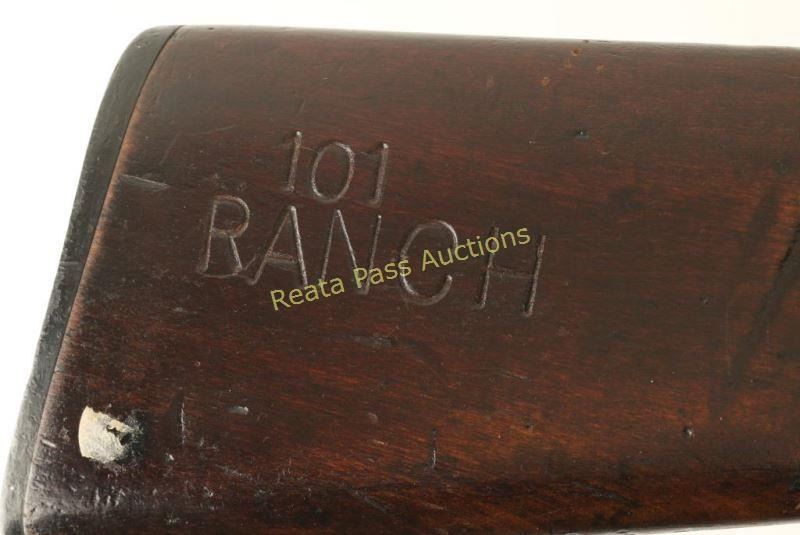 101
RANCH
Reata Pass Auctions